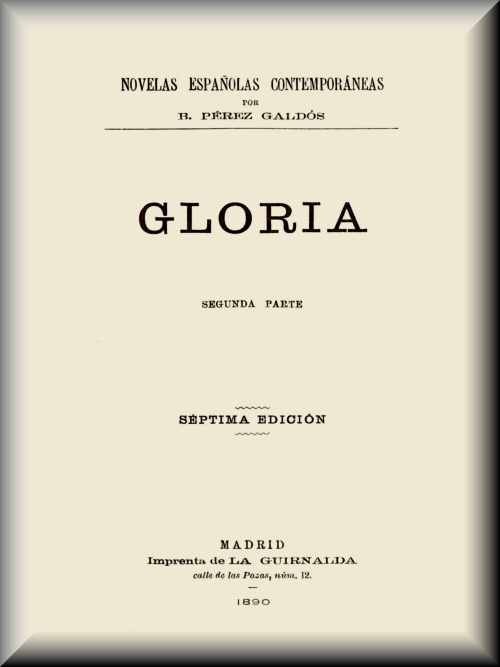 NOVELAS ESPAÑOLAS CONTEMPORÁNEAS
POR
B. PÉREZ GALDÓS
GLORIA
SEGUNDA PARTE
SÉPTIMA EDICIÓN
MADRID
Imprenta de LA GUIRNALDA
calle de las Pozas, núm. 12.
1890